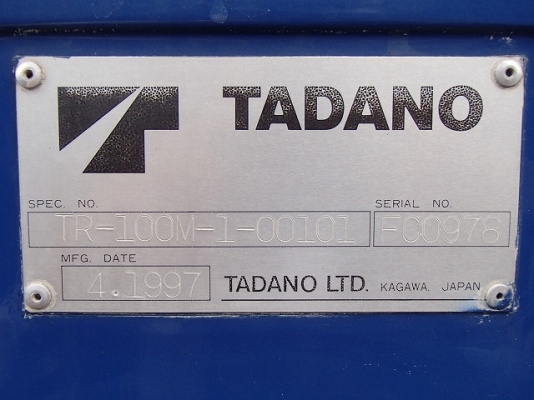 TADANO
SPEC. NO. SERIAL NO.
TR-100M-1-00101 FC0978
MFG. DATE
4.1997 TADANO LTD. KAGAWA, JAPAN